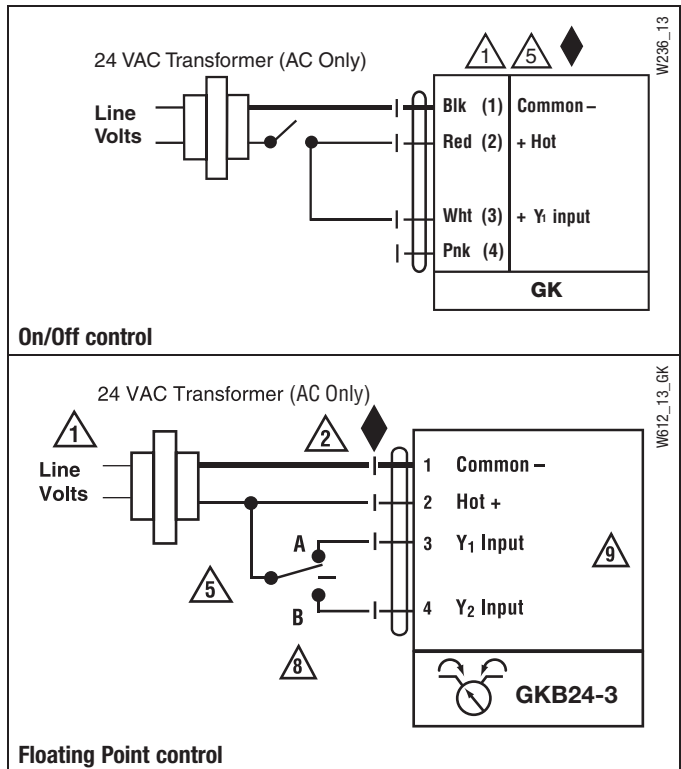 W236_13
24 VAC Transformer (AC Only)
1 5
Line
Volts
Blk (1) Common –
Red (2) + Hot
Wht (3) + Y1 input
Pnk (4)
GK
On/Off control
W612_13_GK
24 VAC Transformer (AC Only)
1
2
Line
Volts
1 Common –
2 Hot +
A
3 Y1 Input
9
5
B
4 Y2 Input
8
GKB24-3
Floating Point control